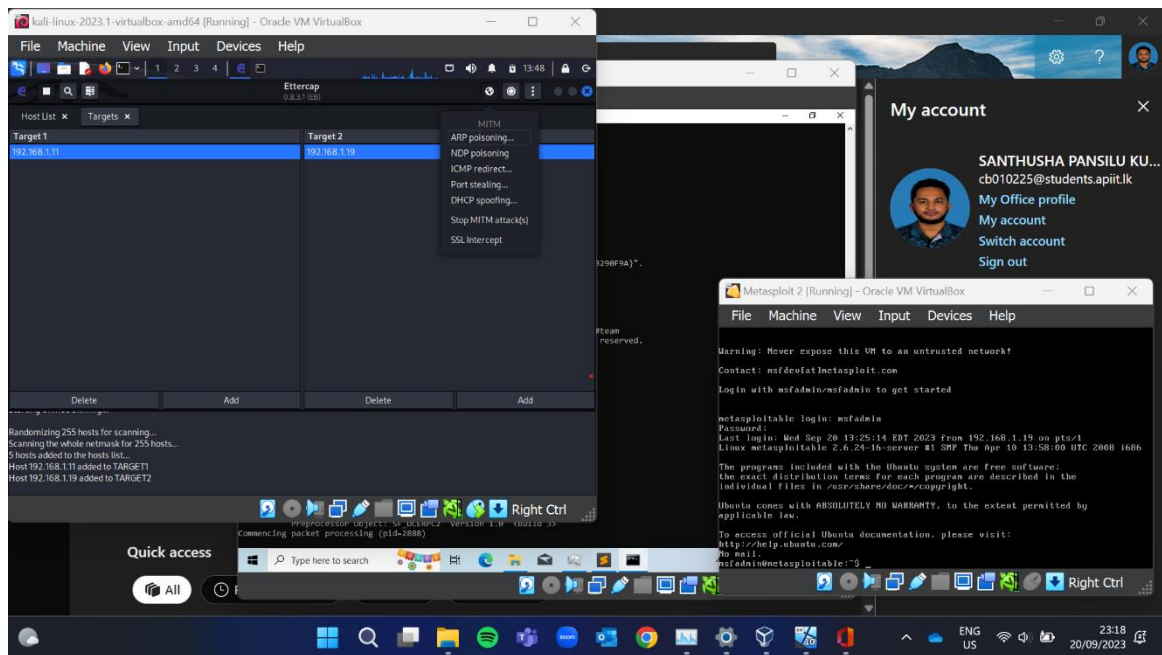 kali-linux-2023.1-virtualbox-amd64 [Running] - Oracle VM VirtualBox
File Machine View Input Devices Help
1 2 3 4
13:48
Ettercap
0.8.3.1 (EB)
Host List × Targets ×
Target 1 Target 2
192.168.1.11 192.168.1.19
MITM
ARP poisoning...
NDP poisoning
ICMP redirect...
Port stealing...
DHCP spoofing...
Stop MITM attack(s)
SSL Intercept
Delete Add Delete Add
Randomizing 255 hosts for scanning...
Scanning the whole netmask for 255 hosts...
5 hosts added to the hosts list...
Host 192.168.1.11 added to TARGET1
Host 192.168.1.19 added to TARGET2
Right Ctrl
3290F9A}".
#team
reserved.
Preprocessor Object: SF_DCERPC2 Version 1.0 <Build 3>
Commencing packet processing (pid=2888)
Type here to search
Quick access
All
My account
SANTHUSHA PANSILU KU...
cb010225@students.apiit.lk
My Office profile
My account
Switch account
Sign out
Metasploit 2 [Running] - Oracle VM VirtualBox
File Machine View Input Devices Help
Warning: Never expose this VM to an untrusted network!
Contact: msfdev[at]metasploit.com
Login with msfadmin/msfadmin to get started
metasploitable login: msfadmin
Password:
Last login: Wed Sep 20 13:25:14 EDT 2023 from 192.168.1.19 on pts/1
Linux metasploitable 2.6.24-16-server #1 SMP Thu Apr 10 13:58:00 UTC 2008 i686
The programs included with the Ubuntu system are free software;
the exact distribution terms for each program are described in the
individual files in /usr/share/doc/*/copyright.
Ubuntu comes with ABSOLUTELY NO WARRANTY, to the extent permitted by
applicable law.
To access official Ubuntu documentation, please visit:
http://help.ubuntu.com/
No mail.
msfadmin@metasploitable:~$ _
Right Ctrl
ENG
US
23:18
20/09/2023